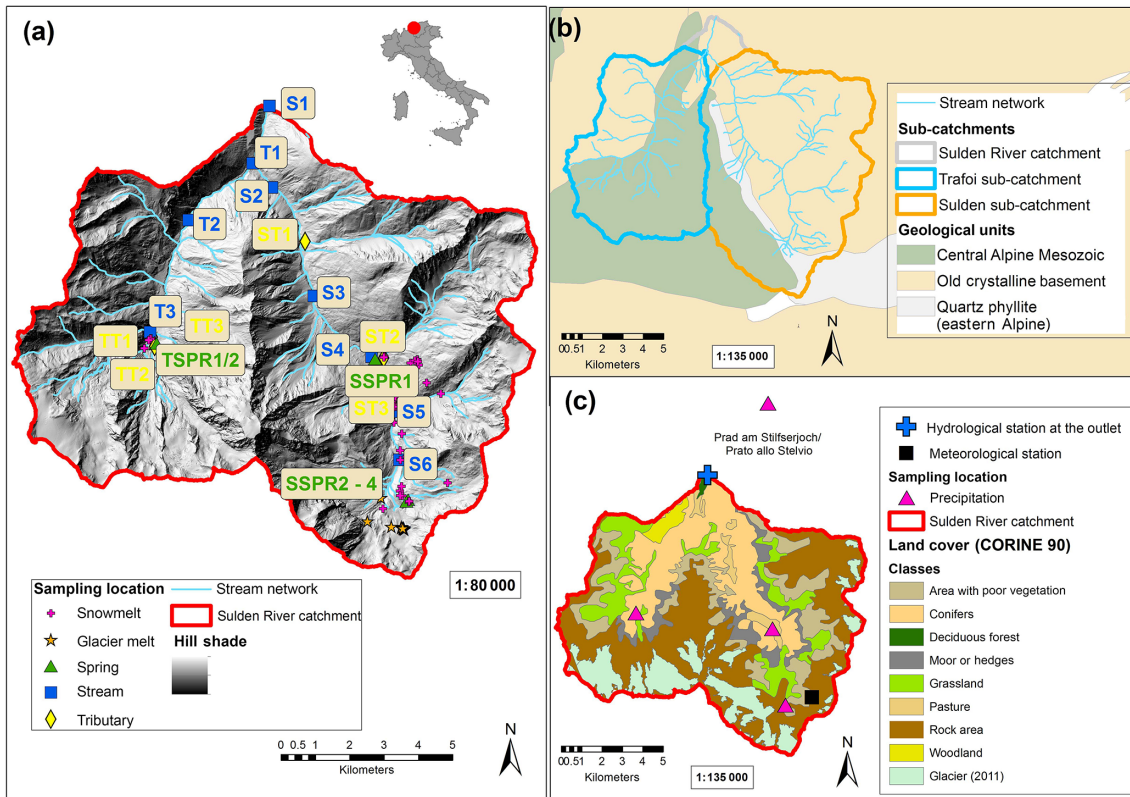 (a)
S1
T1
S2
T2
ST1
S3
T3
TT3
TT1
S4
ST2
TSPR1/2
TT2
SSPR1
ST3
S5
S6
SSPR2 - 4
1: 80 000
Sampling location
Snowmelt
Glacier melt
Spring
Stream
Tributary
Stream network
Sulden River catchment
Hill shade
0 0.5 1 2 3 4 5
Kilometers
N
(b)
Stream network
Sub-catchments
Sulden River catchment
Trafoi sub-catchment
Sulden sub-catchment
Geological units
Central Alpine Mesozoic
Old crystalline basement
Quartz phyllite
(eastern Alpine)
00.51 2 3 4 5
Kilometers
1:135 000
N
(c)
Prad am Stilfserjoch/
Prato allo Stelvio
Hydrological station at the outlet
Meteorological station
Sampling location
Precipitation
Sulden River catchment
Land cover (CORINE 90)
Classes
Area with poor vegetation
Conifers
Deciduous forest
Moor or hedges
Grassland
Pasture
Rock area
Woodland
Glacier (2011)
00.51 2 3 4 5
Kilometers
1:135 000
N